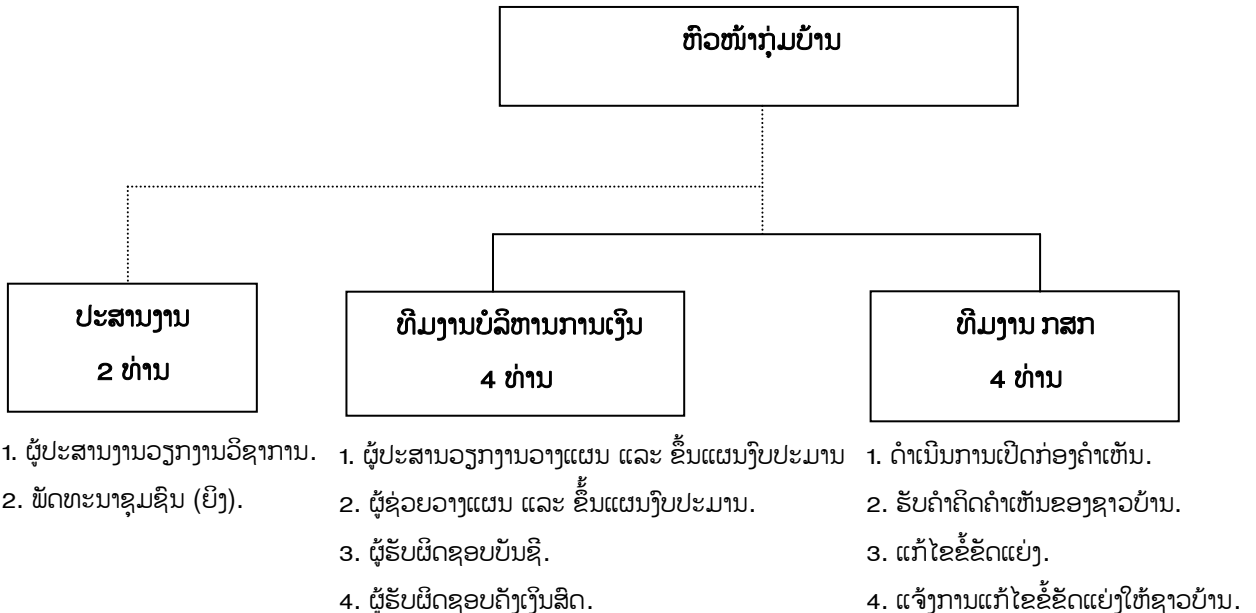 ຫົວໜ້າກຸ່ມບ້ານ
ປະສານງານ
2 ທ່ານ
ທີມງານບໍລິຫານການເງິນ
4 ທ່ານ
ທີມງານ ກສກ
4 ທ່ານ
1. ຜູ້ປະສານງານວຽກງານວິຊາການ.
2. ພັດທະນາຊຸມຊົນ (ຍິງ).
1. ຜູ້ປະສານວຽກງານວາງແຜນ ແລະ ຂຶ້ນແຜນງົບປະມານ
2. ຜູ້ຊ່ວຍວາງແຜນ ແລະ ຂຶ້ນແຜນງົບປະມານ.
3. ຜູ້ຮັບຜິດຊອບບັນຊີ.
4. ຜູ້ຮັບຜິດຊອບຄັງເງິນສົດ.
1. ດຳເນີນການເປີດກ່ອງຄຳເຫັນ.
2. ຮັບຄຳຄິດຄຳເຫັນຂອງຊາວບ້ານ.
3. ແກ້ໄຂຂໍ້ຂັດແຍ່ງ.
4. ແຈ້ງການແກ້ໄຂຂໍ້ຂັດແຍ່ງໃຫ້ຊາວບ້ານ.